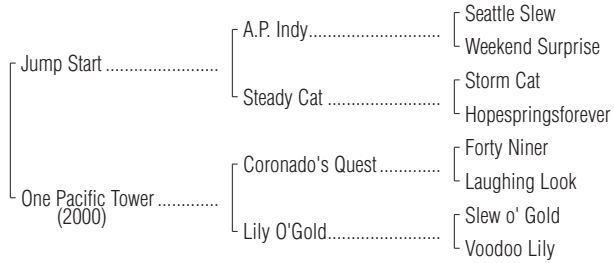 Seattle Slew
A.P. Indy
Weekend Surprise
Jump Start
Storm Cat
Steady Cat
Hopespringsforever
Forty Niner
Coronado's Quest
Laughing Look
One Pacific Tower
(2000)
Slew o' Gold
Lily O'Gold
Voodoo Lily